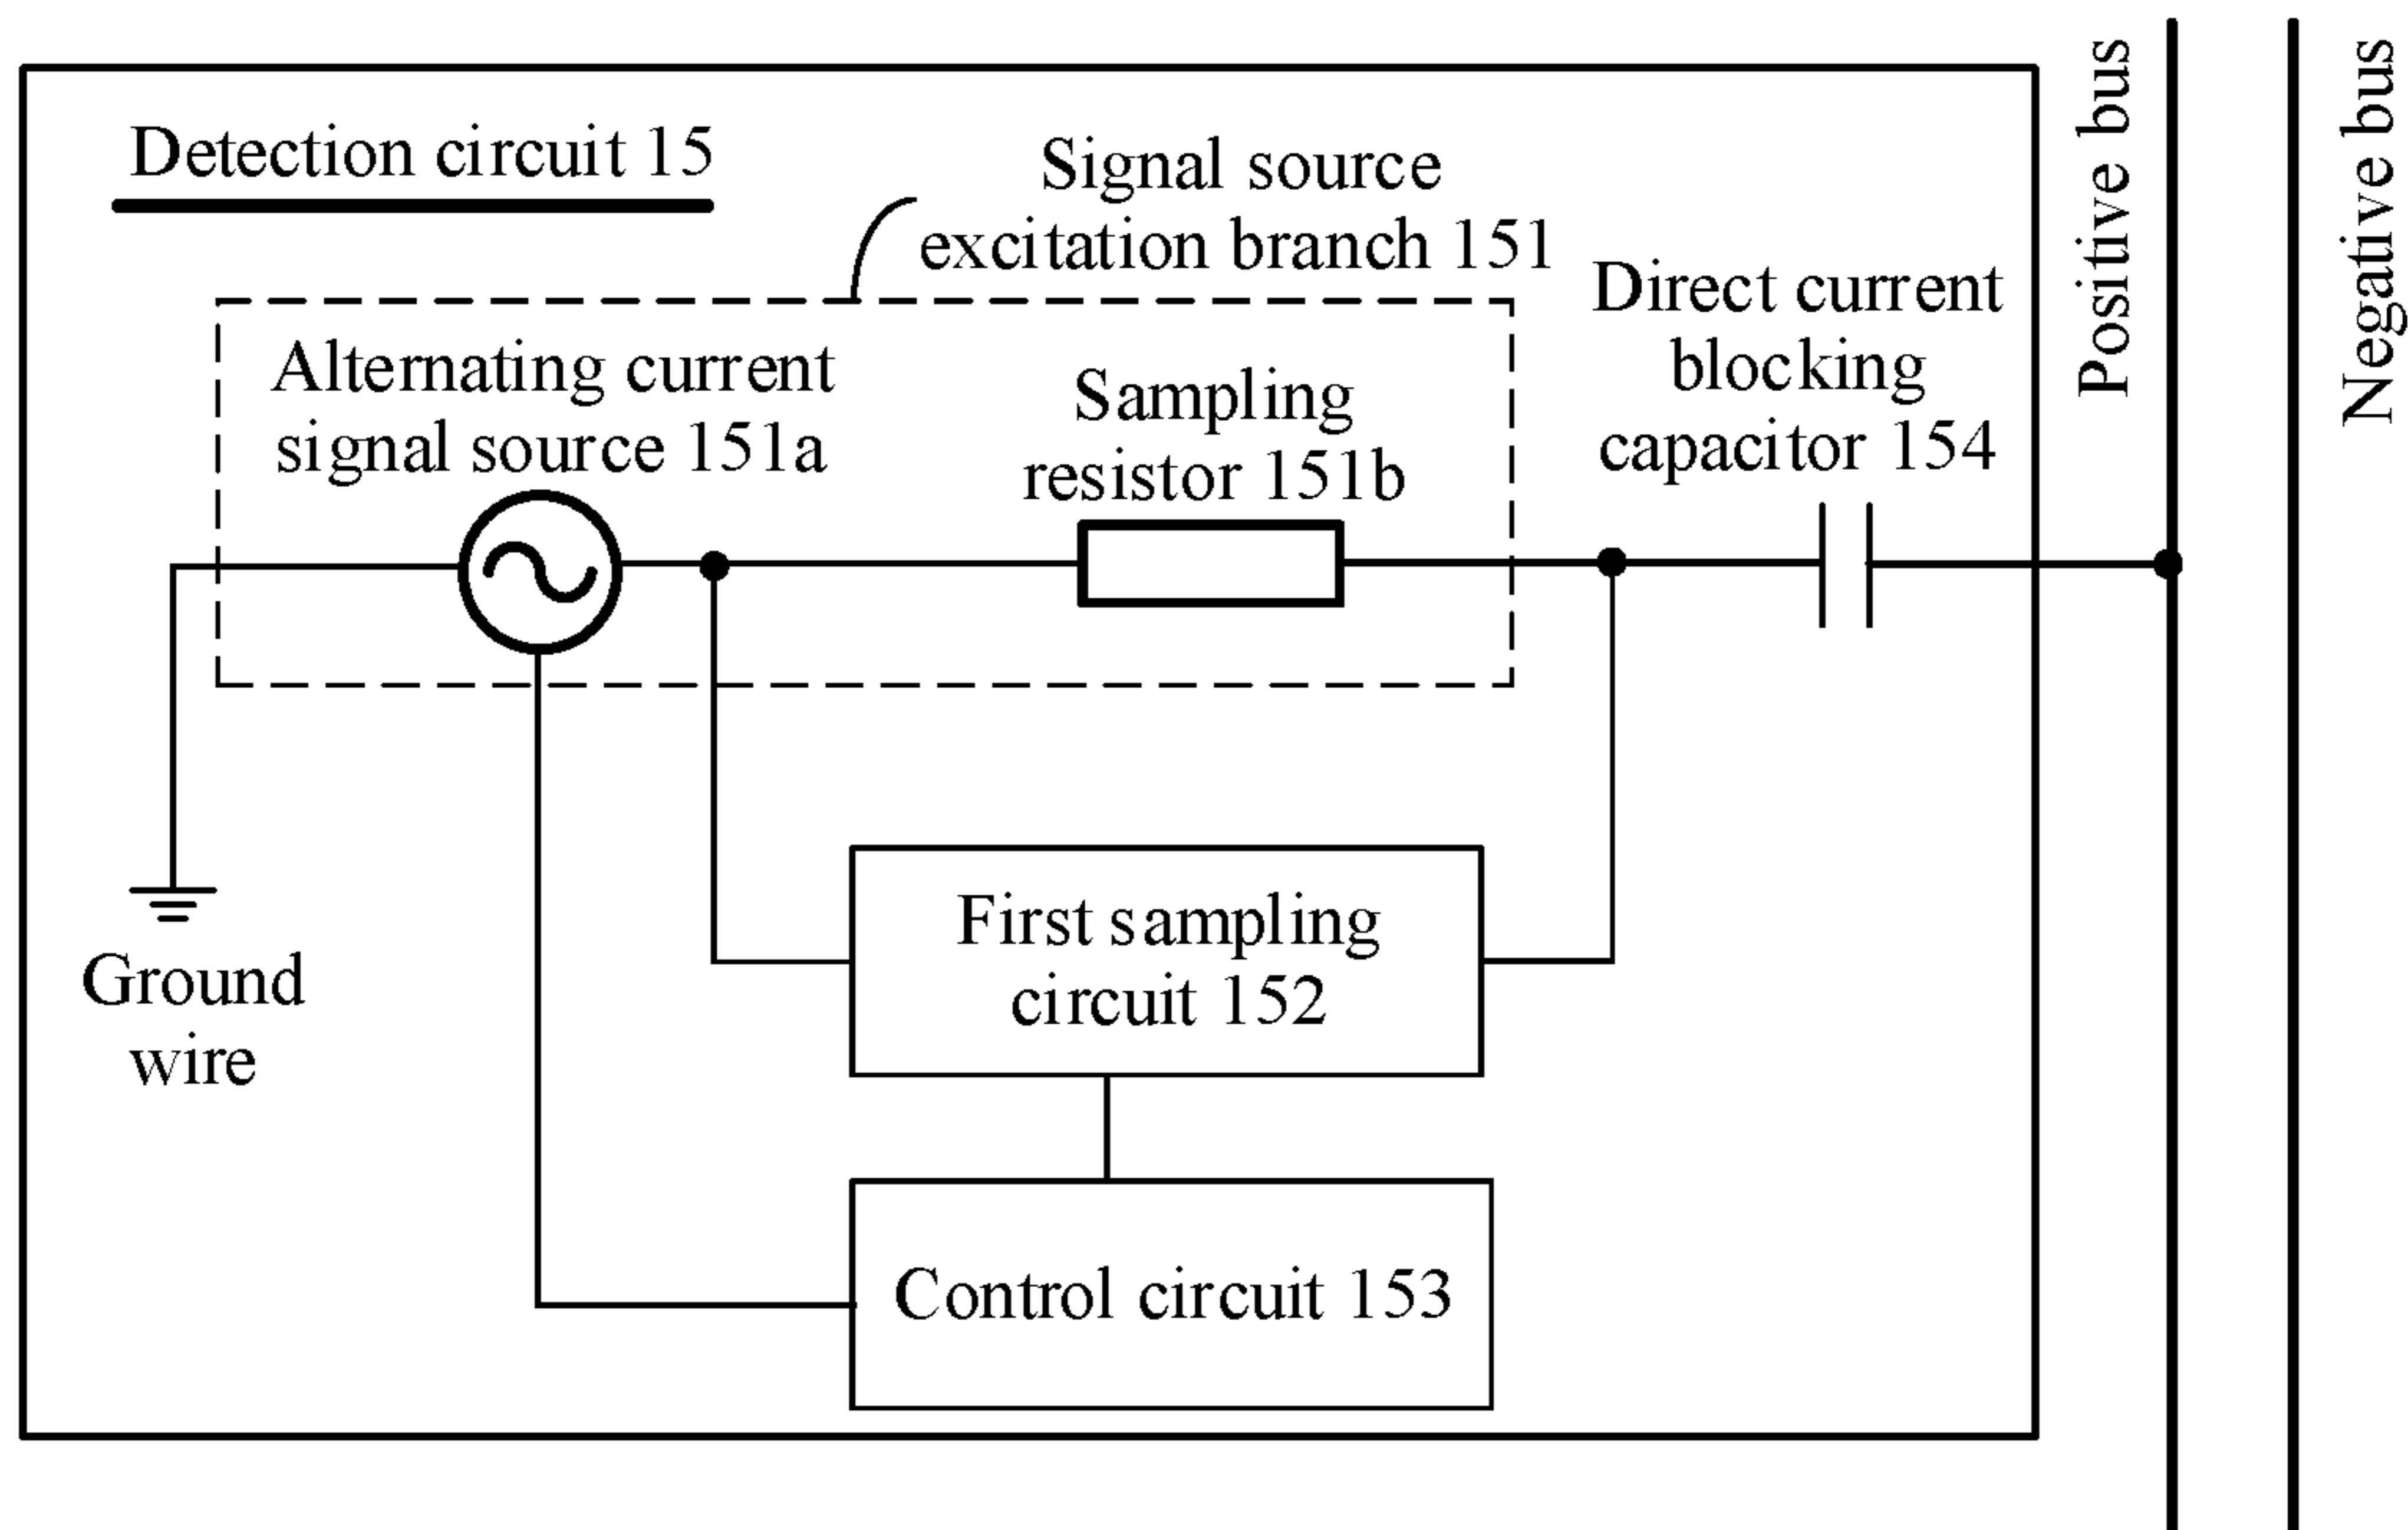 Detection circuit 15
Signal source
excitation branch 151
Alternating current
signal source 151a
Sampling
resistor 151b
Direct current
blocking
capacitor 154
Positive bus
Negative bus
Ground
wire
First sampling
circuit 152
Control circuit 153